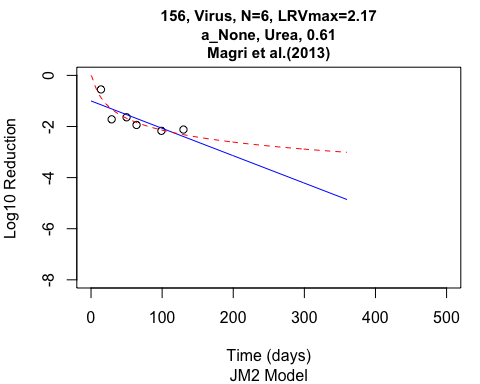 156, Virus, N=6, LRVmax=2.17
a_None, Urea, 0.61
Magri et al.(2013)
Log10 Reduction
0
-2
-4
-6
-8
0 100 200 300 400 500
Time (days)
JM2 Model